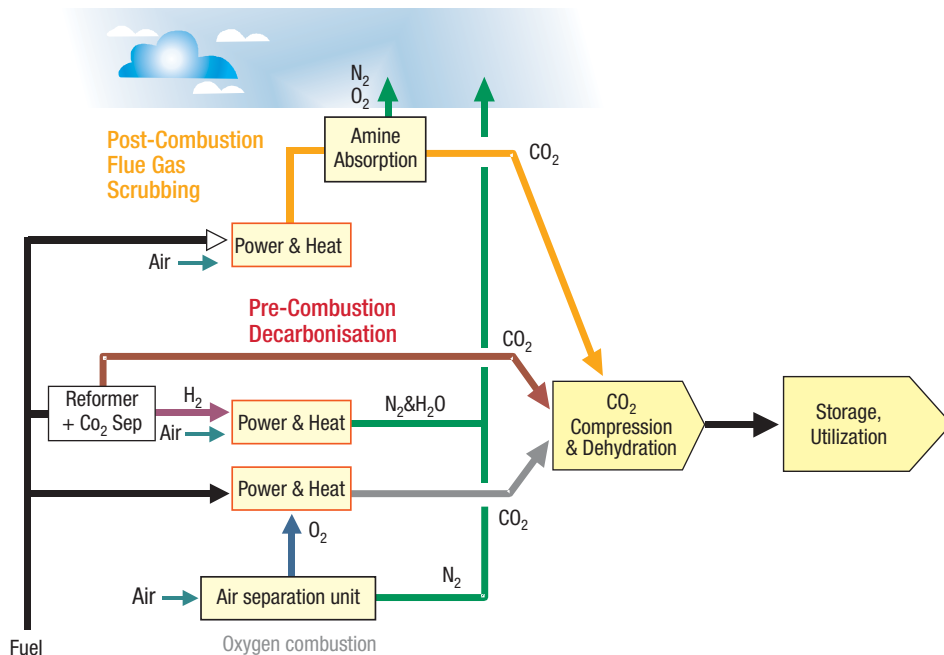 N₂
O₂
Post-Combustion
Flue Gas
Scrubbing
Amine
Absorption
CO₂
Power & Heat
Air
Pre-Combustion
Decarbonisation
CO₂
Reformer
+ Co₂ Sep
H₂
Air
Power & Heat
N₂&H₂O
CO₂
Compression
& Dehydration
Storage,
Utilization
Power & Heat
CO₂
O₂
Air
Air separation unit
N₂
Oxygen combustion
Fuel